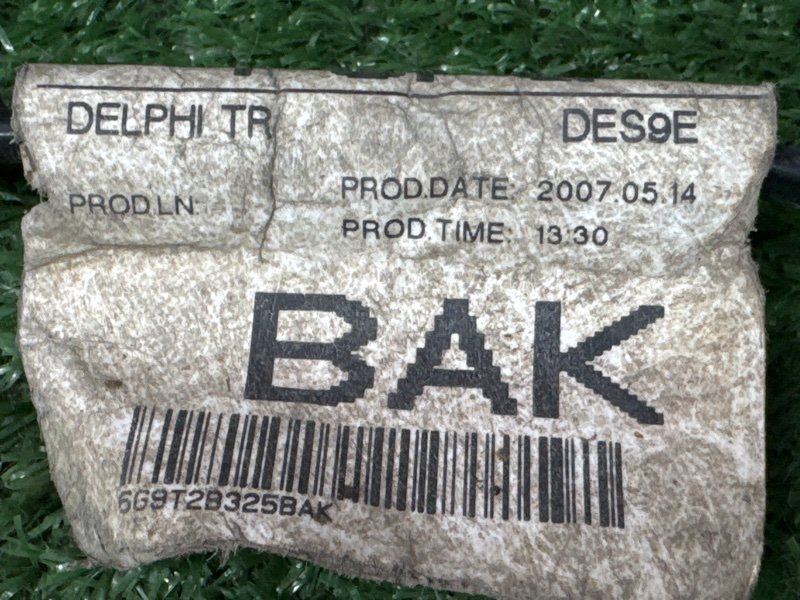 DELPHI TR DES9E
PROD.LN: PROD.DATE: 2007.05.14
PROD.TIME: 13:30
BAK
6G9T2B325BAK